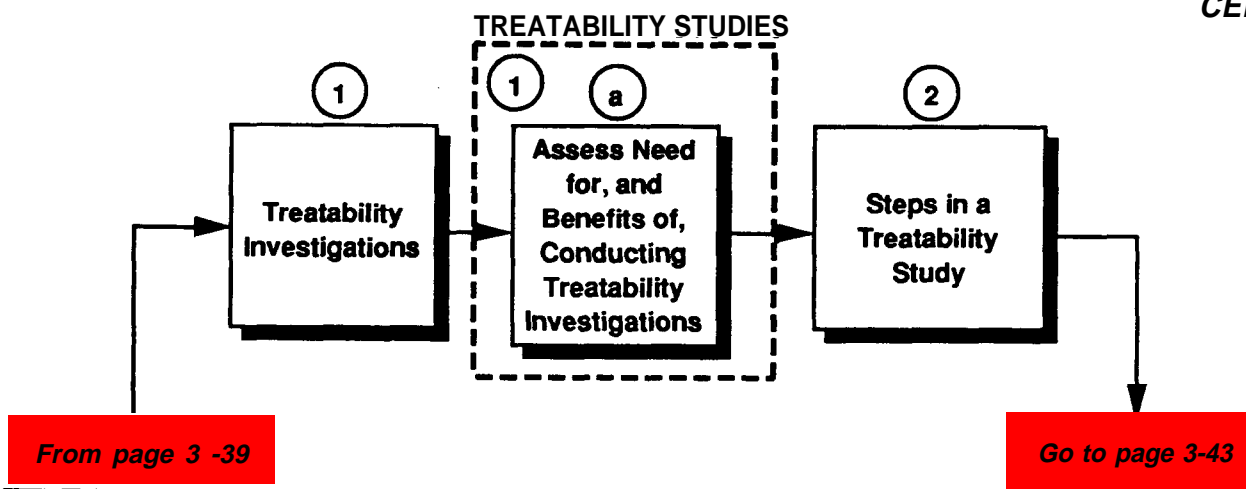 TREATABILITY STUDIES
1
Treatability
Investigations
1
a
Assess Need
for, and
Benefits of,
Conducting
Treatability
Investigations
2
Steps in a
Treatability
Study
From page 3 -39
Go to page 3-43